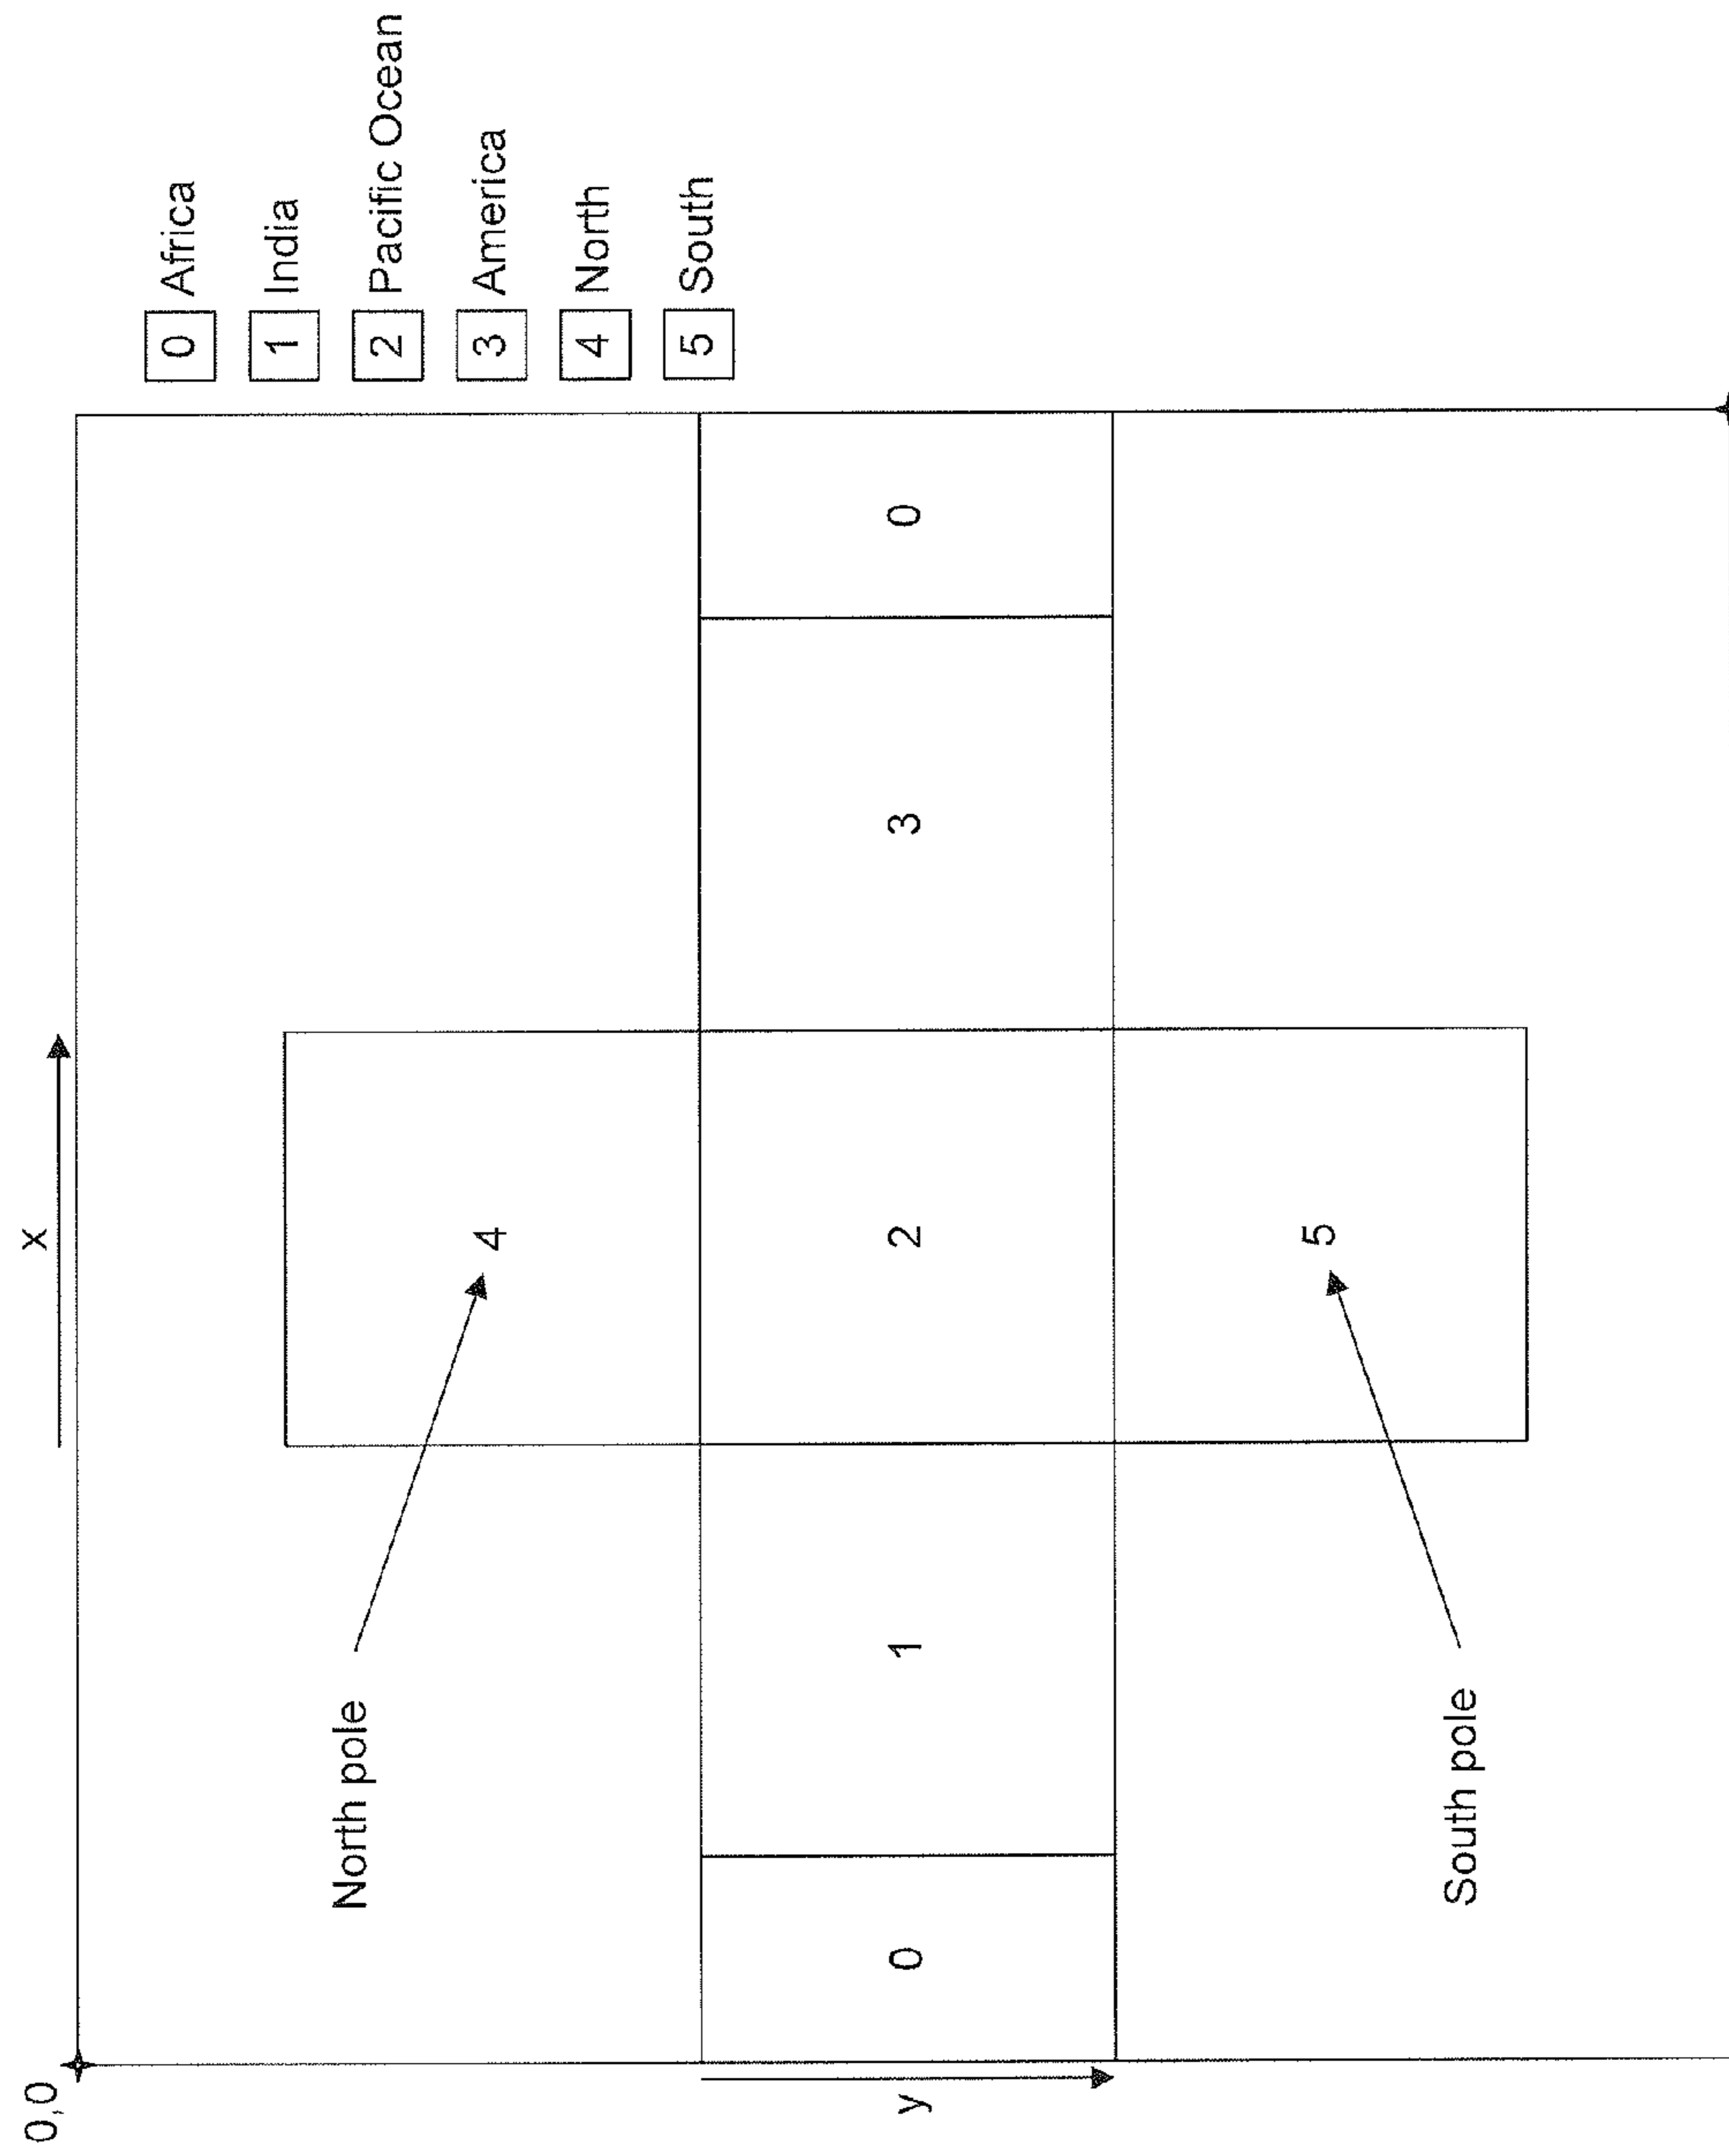 0,0
x
0 Africa
1 India
2 Pacific Ocean
3 America
4 North
5 South
North pole
4
y
0
1
2
3
0
5
South pole